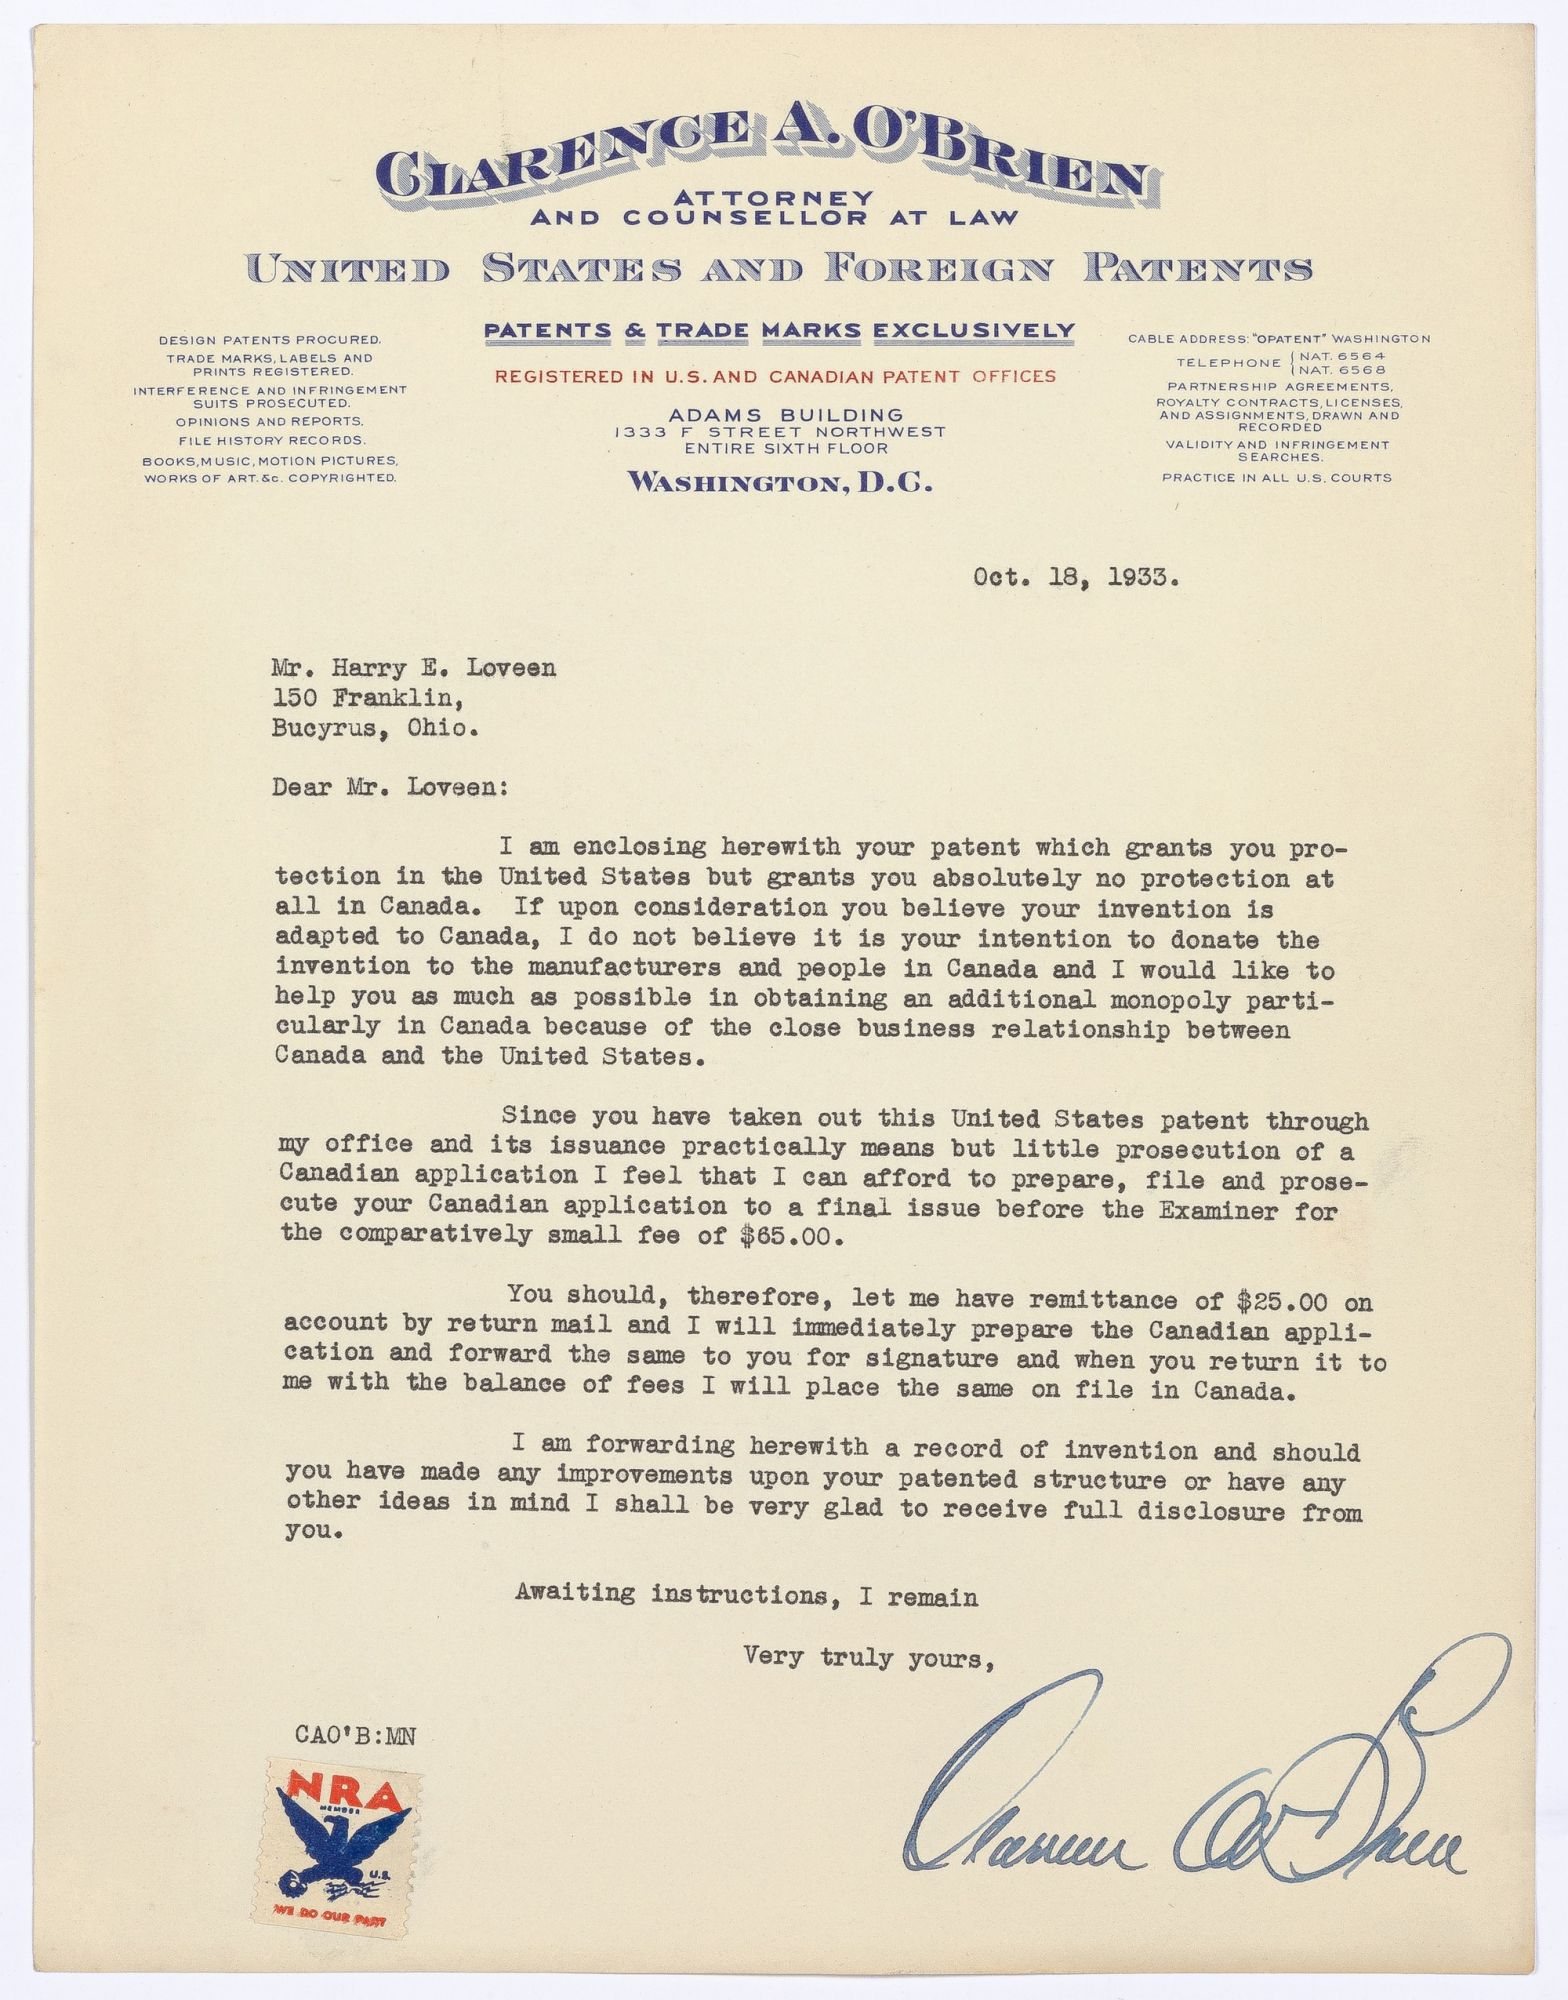 CLARENCE A. O'BRIEN
ATTORNEY
AND COUNSELLOR AT LAW
UNITED STATES AND FOREIGN PATENTS
PATENTS & TRADE MARKS EXCLUSIVELY
REGISTERED IN U.S. AND CANADIAN PATENT OFFICES
ADAMS BUILDING
1333 F STREET NORTHWEST
ENTIRE SIXTH FLOOR
WASHINGTON, D.C.
DESIGN PATENTS PROCURED.
TRADE MARKS, LABELS AND
PRINTS REGISTERED.
INTERFERENCE AND INFRINGEMENT
SUITS PROSECUTED.
OPINIONS AND REPORTS.
FILE HISTORY RECORDS.
BOOKS, MUSIC, MOTION PICTURES,
WORKS OF ART. &c. COPYRIGHTED.
CABLE ADDRESS: "OPATENT" WASHINGTON
TELEPHONE { NAT. 6564
NAT. 6568
PARTNERSHIP AGREEMENTS,
ROYALTY CONTRACTS, LICENSES,
AND ASSIGNMENTS, DRAWN AND
RECORDED
VALIDITY AND INFRINGEMENT
SEARCHES.
PRACTICE IN ALL U.S. COURTS
Oct. 18, 1933.
Mr. Harry E. Loveen
150 Franklin,
Bucyrus, Ohio.
Dear Mr. Loveen:
I am enclosing herewith your patent which grants you pro-
tection in the United States but grants you absolutely no protection at
all in Canada. If upon consideration you believe your invention is
adapted to Canada, I do not believe it is your intention to donate the
invention to the manufacturers and people in Canada and I would like to
help you as much as possible in obtaining an additional monopoly parti-
cularly in Canada because of the close business relationship between
Canada and the United States.
Since you have taken out this United States patent through
my office and its issuance practically means but little prosecution of a
Canadian application I feel that I can afford to prepare, file and prose-
cute your Canadian application to a final issue before the Examiner for
the comparatively small fee of $65.00.
You should, therefore, let me have remittance of $25.00 on
account by return mail and I will immediately prepare the Canadian appli-
cation and forward the same to you for signature and when you return it to
me with the balance of fees I will place the same on file in Canada.
I am forwarding herewith a record of invention and should
you have made any improvements upon your patented structure or have any
other ideas in mind I shall be very glad to receive full disclosure from
you.
Awaiting instructions, I remain
Very truly yours,
Clarence A O'Brien
CAO'B:MN
NRA
MEMBER
U.S.
WE DO OUR PART